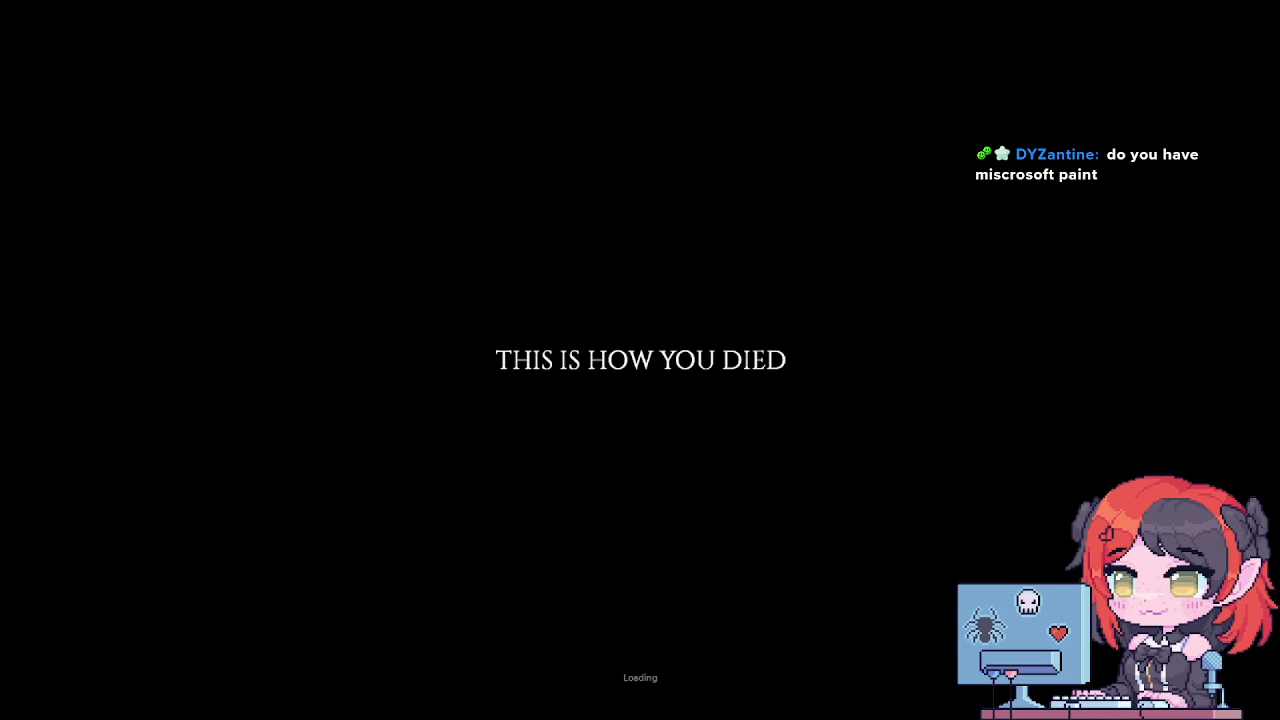 DYZantine: do you have
miscrosoft paint
THIS IS HOW YOU DIED
Loading